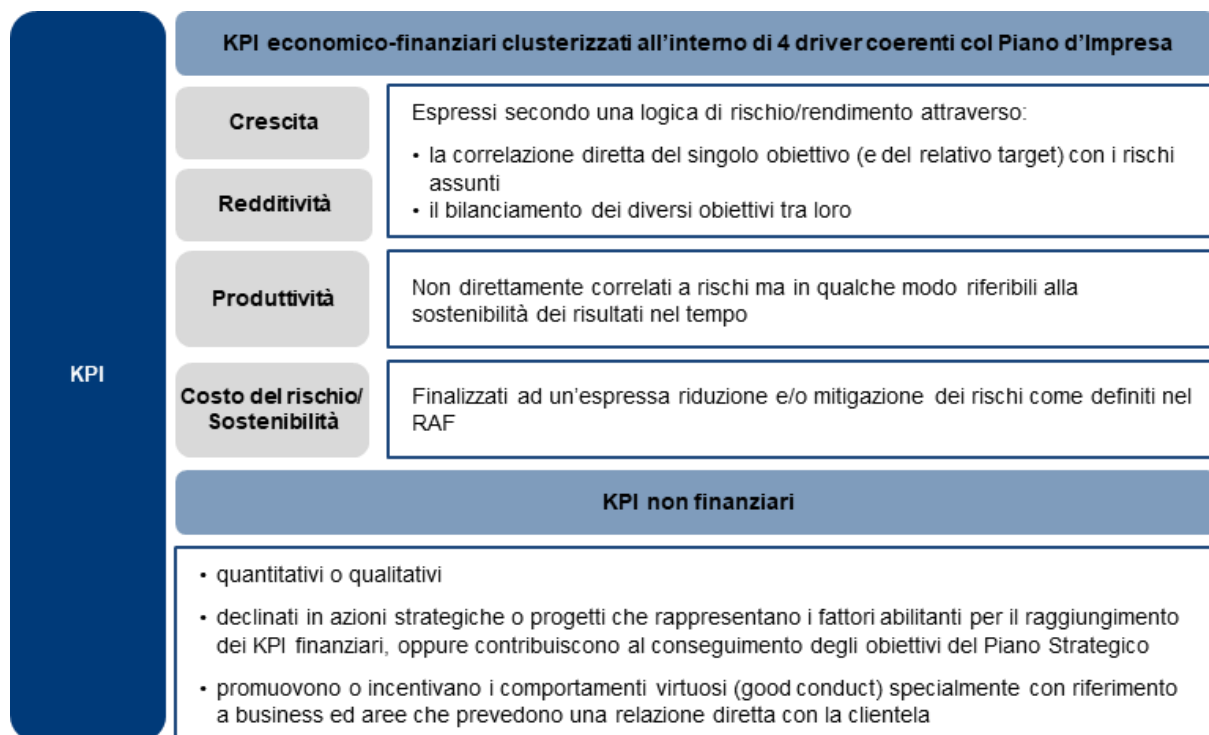 KPI
KPI economico-finanziari clusterizzati all'interno di 4 driver coerenti col Piano d'Impresa
Crescita
Redditività
Espressi secondo una logica di rischio/rendimento attraverso:
• la correlazione diretta del singolo obiettivo (e del relativo target) con i rischi
assunti
• il bilanciamento dei diversi obiettivi tra loro
Produttività
Non direttamente correlati a rischi ma in qualche modo riferibili alla
sostenibilità dei risultati nel tempo
Costo del rischio/
Sostenibilità
Finalizzati ad un'espressa riduzione e/o mitigazione dei rischi come definiti nel
RAF
KPI non finanziari
• quantitativi o qualitativi
• declinati in azioni strategiche o progetti che rappresentano i fattori abilitanti per il raggiungimento
dei KPI finanziari, oppure contribuiscono al conseguimento degli obiettivi del Piano Strategico
• promuovono o incentivano i comportamenti virtuosi (good conduct) specialmente con riferimento
a business ed aree che prevedono una relazione diretta con la clientela